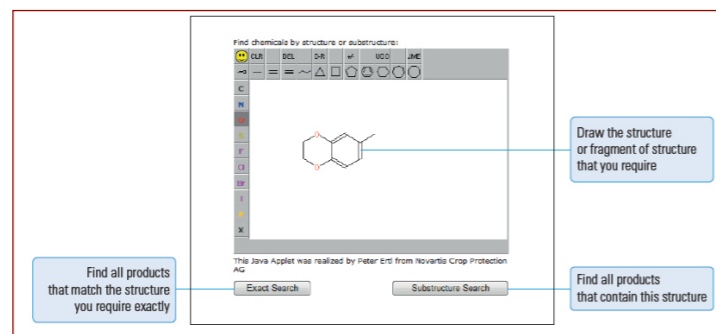 Find chemicals by structure or substructure:
CLR DEL D-R +/- UDO JME
C
N
O
S
F
Cl
Br
I
P
X
O
O
Draw the structure
or fragment of structure
that you require
This Java Applet was realized by Peter Ertl from Novartis Crop Protection
AG
Find all products
that match the structure
you require exactly
Exact Search
Substructure Search
Find all products
that contain this structure